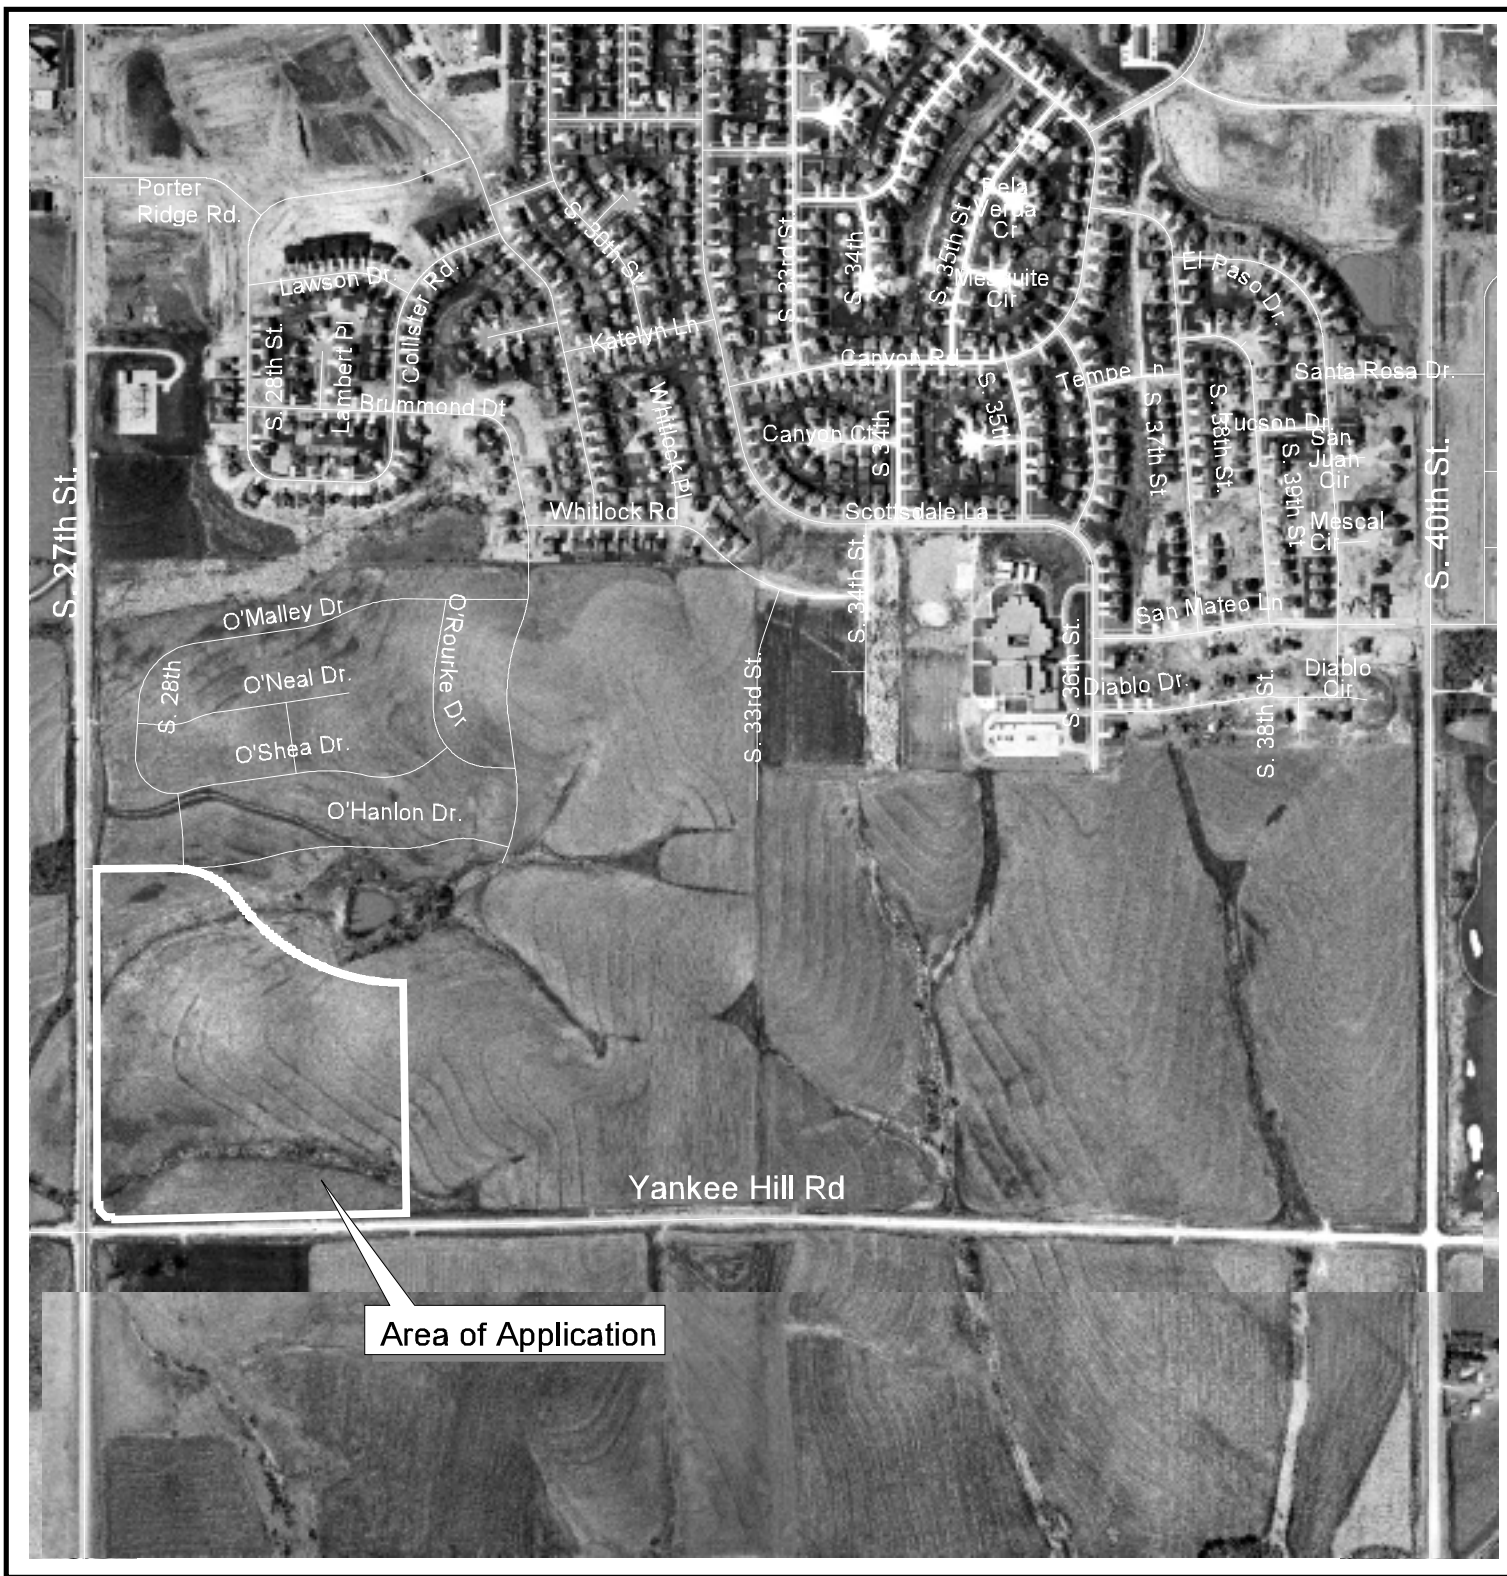 Porter
Ridge Rd.
Lawson Dr.
Collister Rd.
S. 28th St.
Lambert Pl
Brummond Dt
S. 30th St.
Katelyn Ln
Whitlock Pl
Whitlock Rd
S. 33rd St.
S. 34th
S. 35th St
Bela
Verda
Cr
Mesquite
Cir
Canyon Rd
Canyon Ct
S. 34th
S. 35th
Scottsdale La
El Paso Dr.
Tempe Ln
Santa Rosa Dr.
S. 37th St
S. 38th St.
Tucson Dr.
San
Juan
Cir
S. 39th St
Mescal
Cir
S. 27th St.
S. 40th St.
O'Malley Dr
O'Rourke Dr
S. 28th
O'Neal Dr.
O'Shea Dr.
O'Hanlon Dr.
S. 33rd St.
S. 34th St.
S. 36th St.
San Mateo Ln
Diablo Dr.
Diablo
Cir
S. 38th St.
Yankee Hill Rd
Area of Application